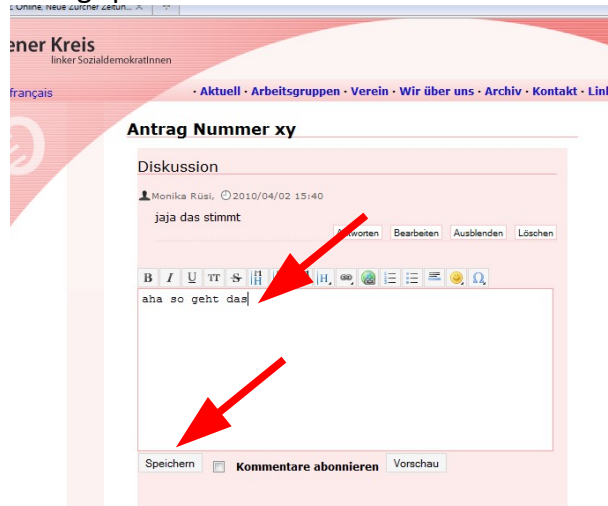 Online, Neue Zürcher Zeitun...
ener Kreis
linker SozialdemokratInnen
français
· Aktuell · Arbeitsgruppen · Verein · Wir über uns · Archiv · Kontakt ·
Antrag Nummer xy
Diskussion
Monika Rüsi, 2010/04/02 15:40
jaja das stimmt
Antworten Bearbeiten Ausblenden Löschen
B I U TT S H H Ω
aha so geht das
Speichern Kommentare abonnieren Vorschau